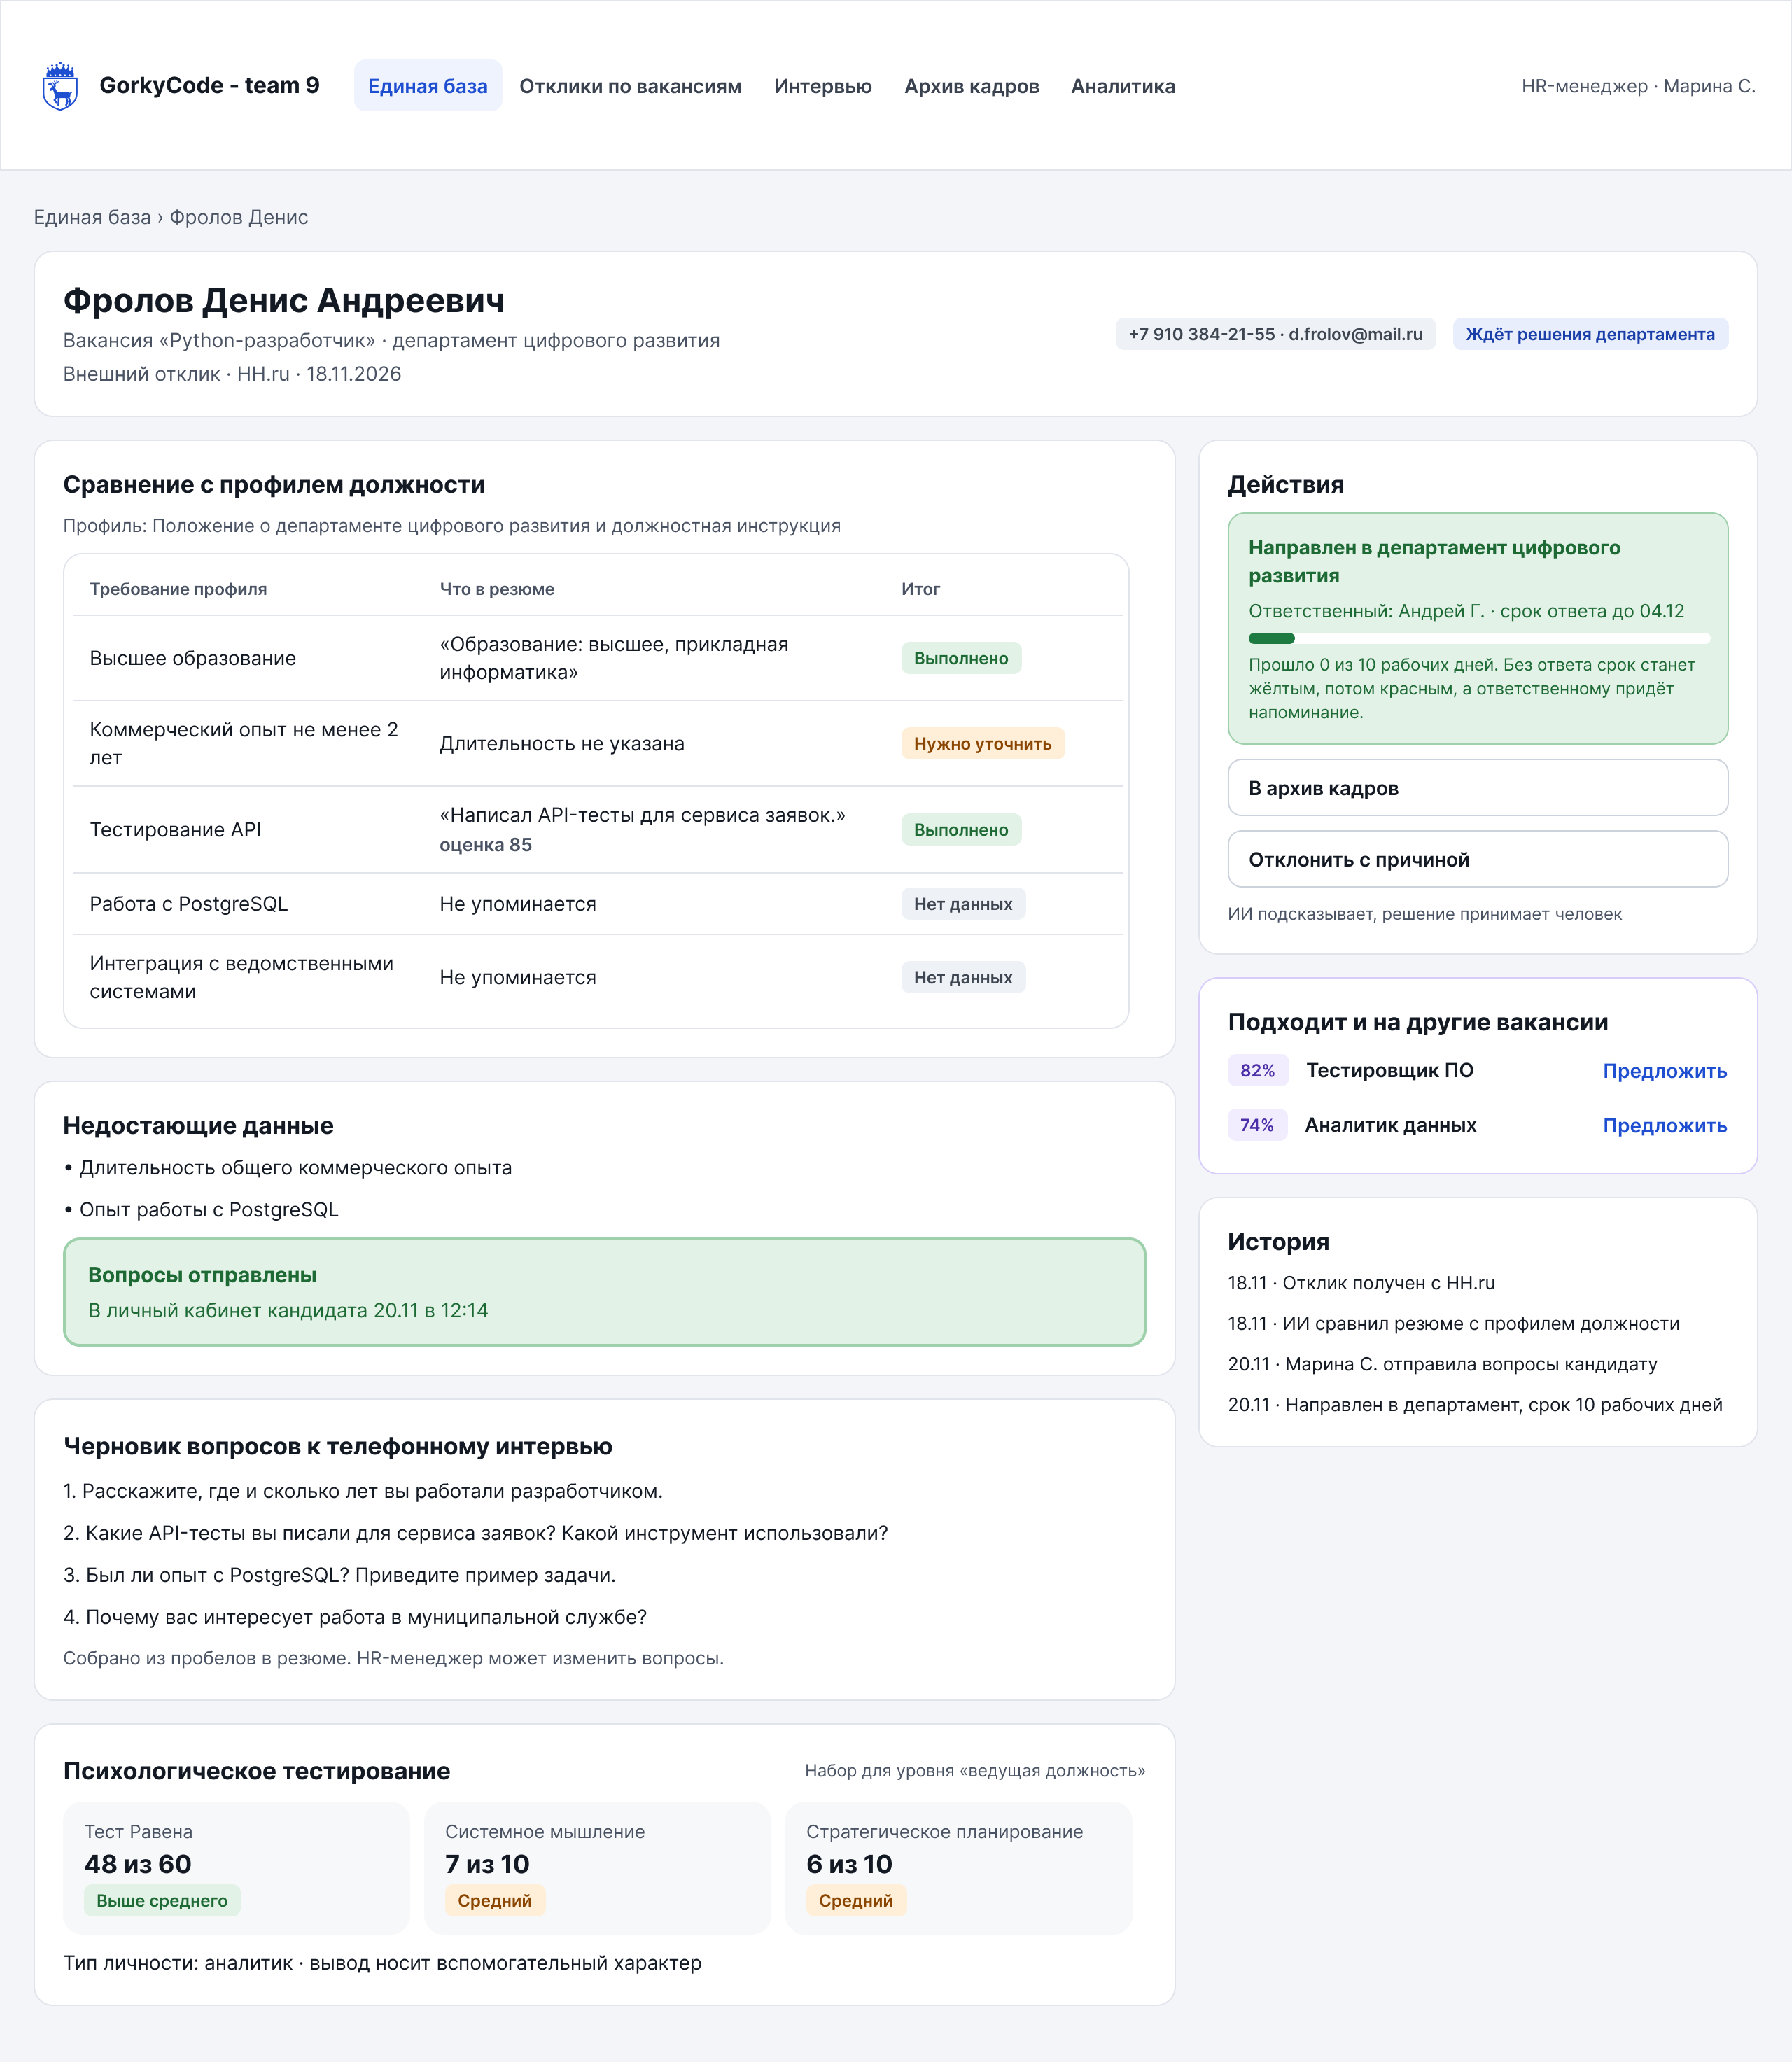 GorkyCode - team 9
Единая база
Отклики по вакансиям
Интервью
Архив кадров
Аналитика
HR-менеджер · Марина С.
Единая база › Фролов Денис
Фролов Денис Андреевич
Вакансия «Python-разработчик» · департамент цифрового развития
Внешний отклик · HH.ru · 18.11.2026
+7 910 384-21-55 · d.frolov@mail.ru
Ждёт решения департамента
Сравнение с профилем должности
Профиль: Положение о департаменте цифрового развития и должностная инструкция
Требование профиля
Что в резюме
Итог
Высшее образование
«Образование: высшее, прикладная
информатика»
Выполнено
Коммерческий опыт не менее 2
лет
Длительность не указана
Нужно уточнить
Тестирование API
«Написал API-тесты для сервиса заявок.»
оценка 85
Выполнено
Работа с PostgreSQL
Не упоминается
Нет данных
Интеграция с ведомственными
системами
Не упоминается
Нет данных
Недостающие данные
• Длительность общего коммерческого опыта
• Опыт работы с PostgreSQL
Вопросы отправлены
В личный кабинет кандидата 20.11 в 12:14
Черновик вопросов к телефонному интервью
1. Расскажите, где и сколько лет вы работали разработчиком.
2. Какие API-тесты вы писали для сервиса заявок? Какой инструмент использовали?
3. Был ли опыт с PostgreSQL? Приведите пример задачи.
4. Почему вас интересует работа в муниципальной службе?
Собрано из пробелов в резюме. HR-менеджер может изменить вопросы.
Психологическое тестирование
Набор для уровня «ведущая должность»
Тест Равена
48 из 60
Выше среднего
Системное мышление
7 из 10
Средний
Стратегическое планирование
6 из 10
Средний
Тип личности: аналитик · вывод носит вспомогательный характер
Действия
Направлен в департамент цифрового
развития
Ответственный: Андрей Г. · срок ответа до 04.12
Прошло 0 из 10 рабочих дней. Без ответа срок станет
жёлтым, потом красным, а ответственному придёт
напоминание.
В архив кадров
Отклонить с причиной
ИИ подсказывает, решение принимает человек
Подходит и на другие вакансии
82%
Тестировщик ПО
Предложить
74%
Аналитик данных
Предложить
История
18.11 · Отклик получен с HH.ru
18.11 · ИИ сравнил резюме с профилем должности
20.11 · Марина С. отправила вопросы кандидату
20.11 · Направлен в департамент, срок 10 рабочих дней